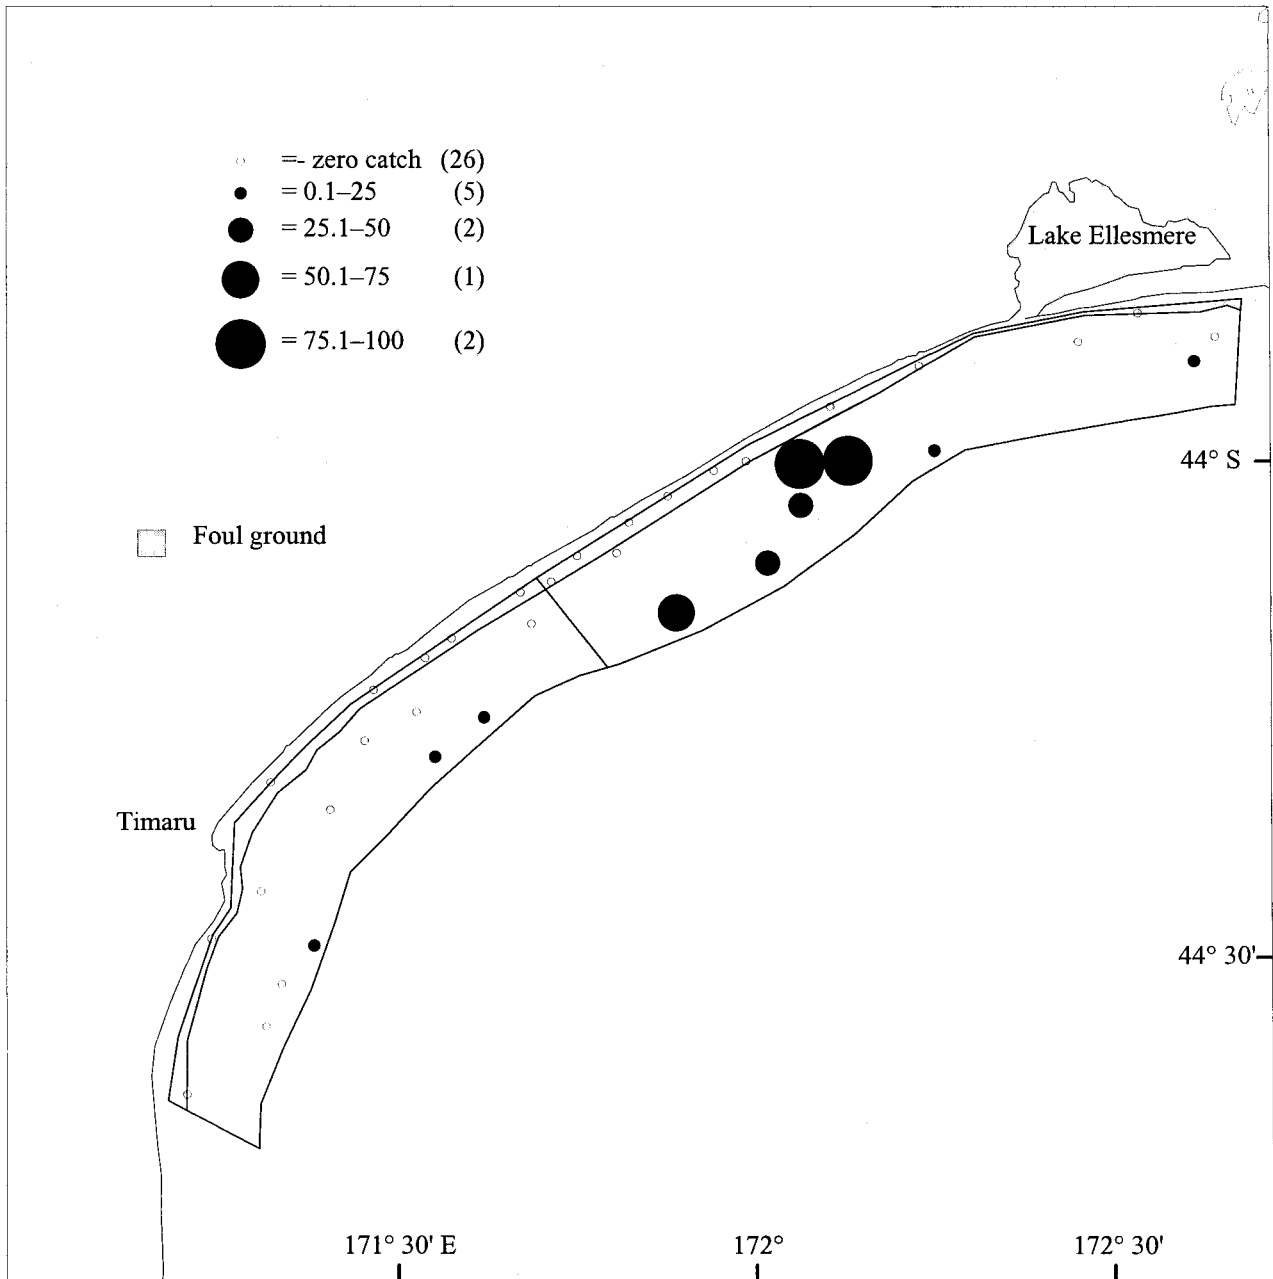 =- zero catch (26)
= 0.1–25 (5)
= 25.1–50 (2)
= 50.1–75 (1)
= 75.1–100 (2)
Lake Ellesmere
44° S
Foul ground
Timaru
44° 30'
171° 30' E 172° 172° 30'